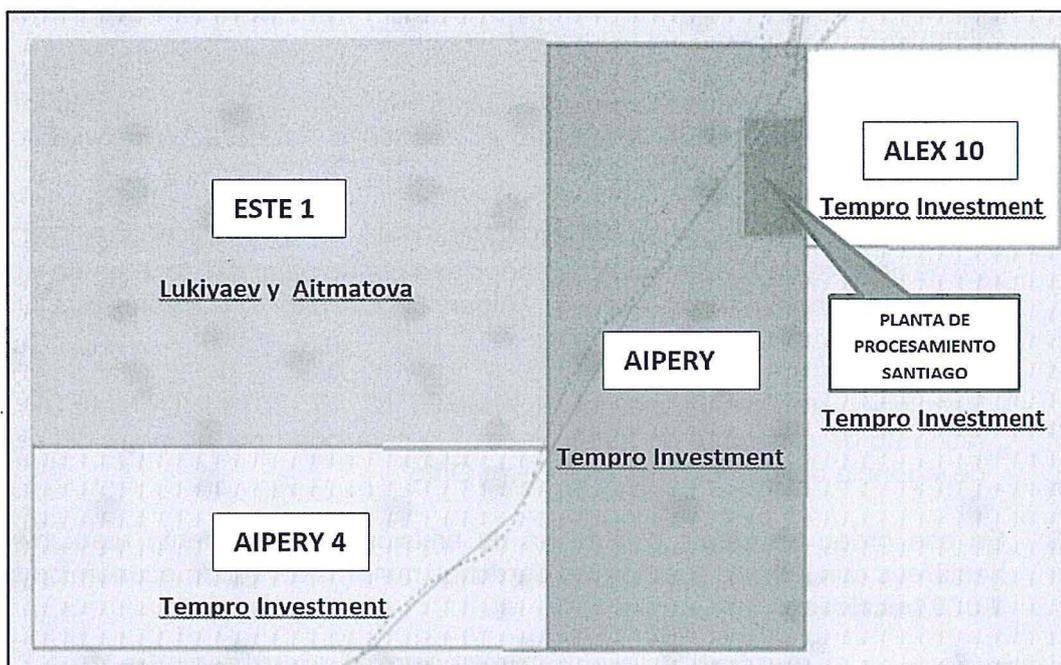 ESTE 1
Lukiyaev y Aitmatova
AIPERY 4
Tempro Investment
AIPERY
Tempro Investment
ALEX 10
Tempro Investment
PLANTA DE
PROCESAMIENTO
SANTIAGO
Tempro Investment